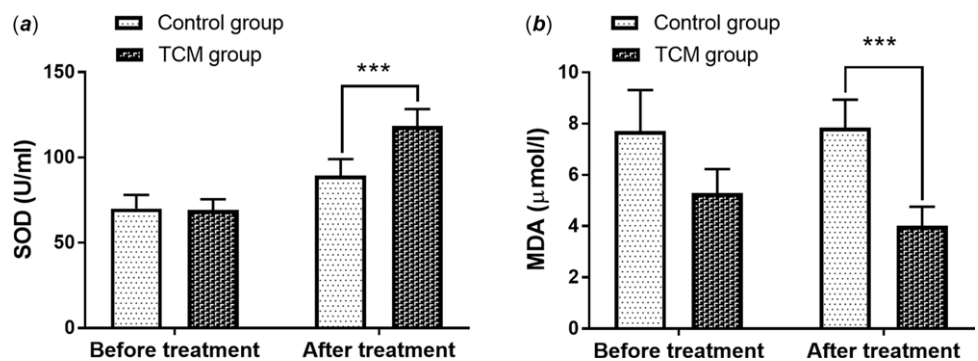 (a)
Control group
TCM group
***
150
100
50
0
SOD (U/ml)
Before treatment
After treatment
(b)
Control group
TCM group
***
10
8
6
4
2
0
MDA (μmol/l)
Before treatment
After treatment